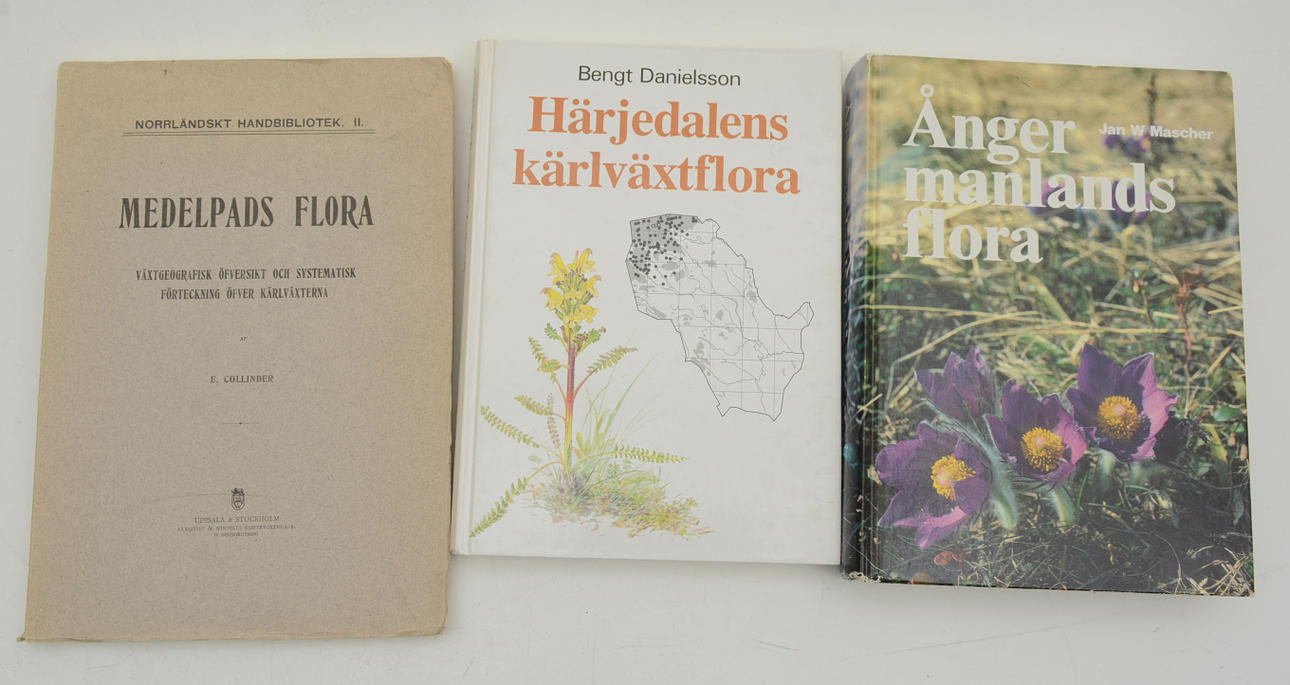 NORRLÄNDSKT HANDBIBLIOTEK. II.
MEDELPADS FLORA
VÄXTGEOGRAFISK ÖFVERSIKT OCH SYSTEMATISK
FÖRTECKNING ÖFVER KÄRLVÄXTERNA
AF
E. COLLINDER
UPPSALA & STOCKHOLM
Bengt Danielsson
Härjedalens
kärlväxtflora
Ånger
Jan W Mascher
manlands
flora